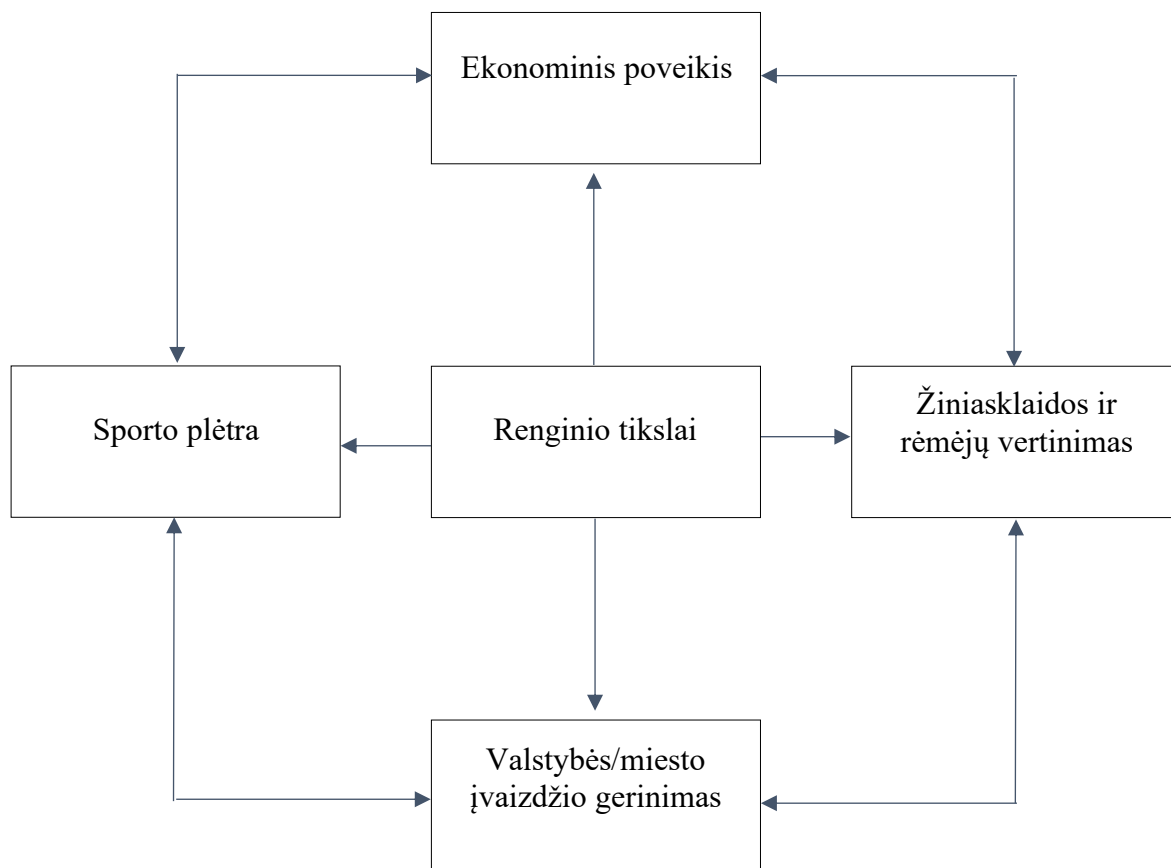 Ekonominis poveikis
Sporto plėtra
Renginio tikslai
Žiniasklaidos ir
rėmėjų vertinimas
Valstybės/miesto
įvaizdžio gerinimas